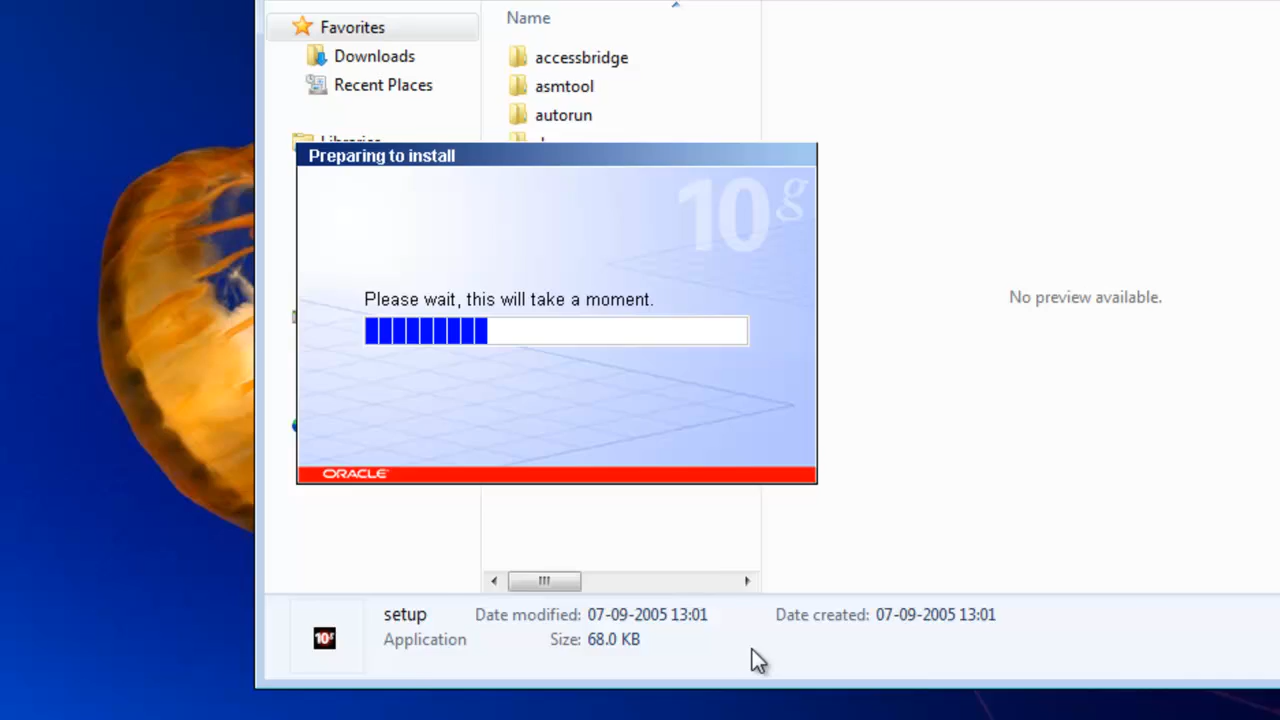 Name
Favorites
Downloads
Recent Places
accessbridge
asmtool
autorun
Libraries
Preparing to install
10g
Please wait, this will take a moment.
ORACLE
No preview available.
setup Date modified: 07-09-2005 13:01 Date created: 07-09-2005 13:01
Application Size: 68.0 KB
10g